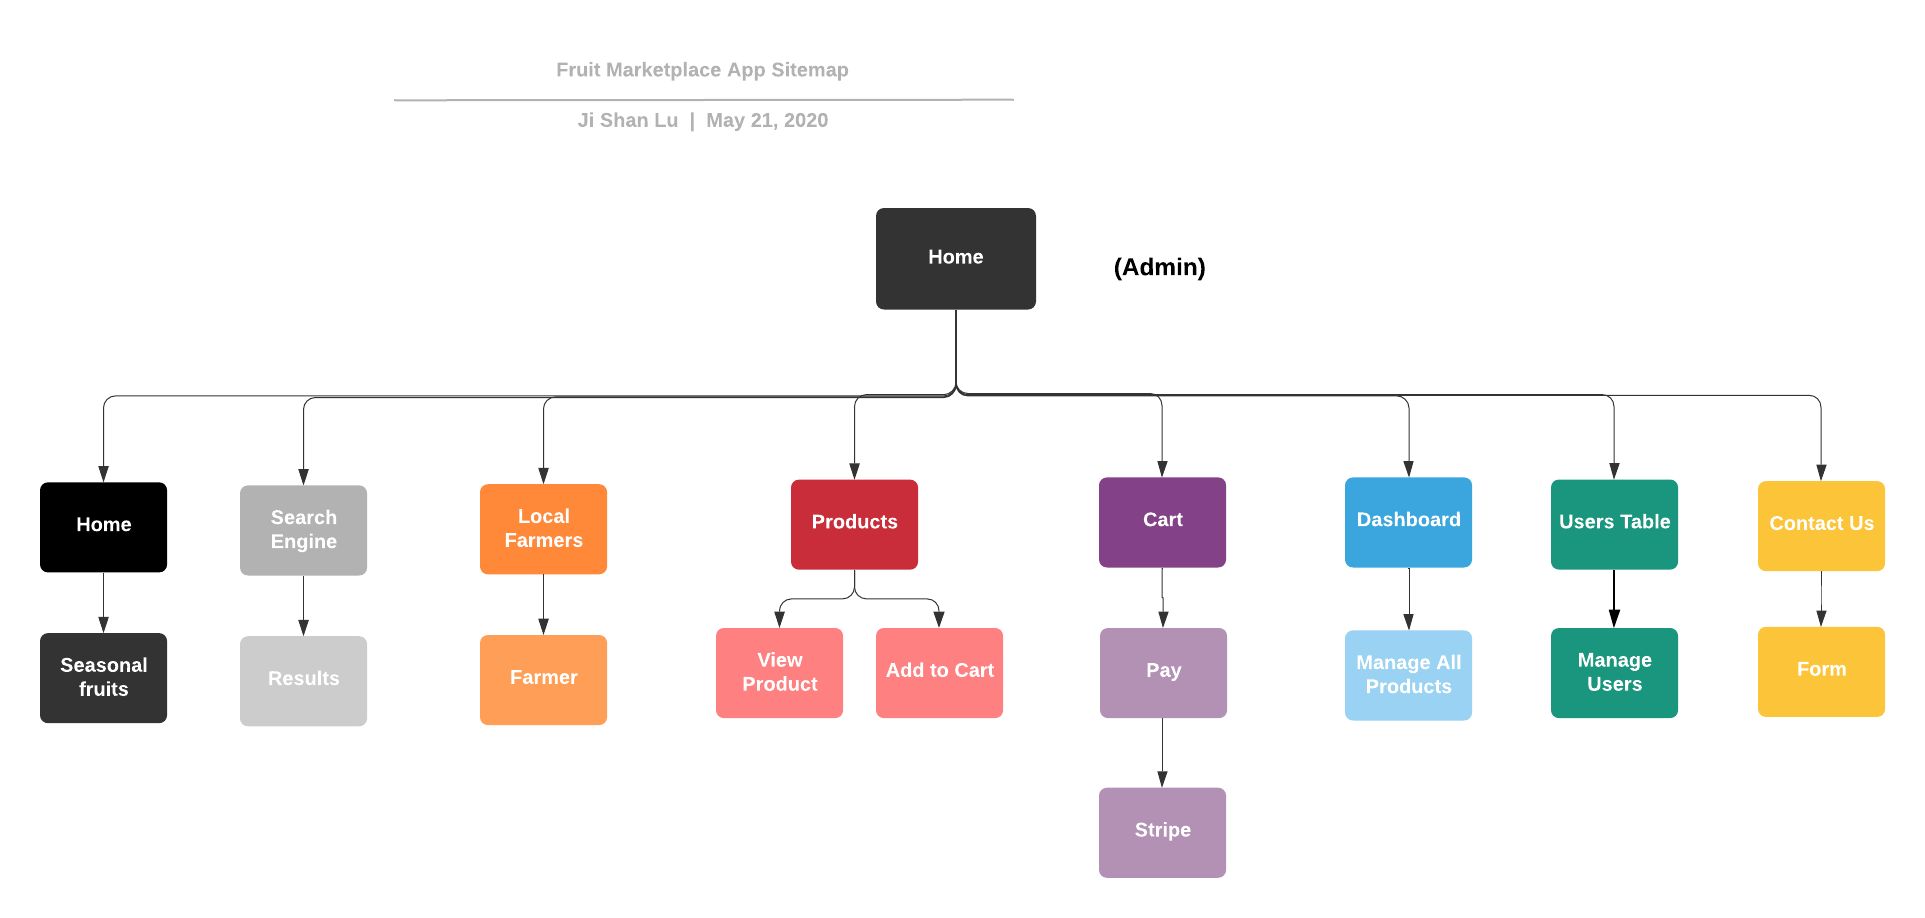 Fruit Marketplace App Sitemap
Ji Shan Lu | May 21, 2020
Home
(Admin)
Home
Search
Engine
Local
Farmers
Products
Cart
Dashboard
Users Table
Contact Us
Seasonal
fruits
Results
Farmer
View
Product
Add to Cart
Pay
Manage All
Products
Manage
Users
Form
Stripe